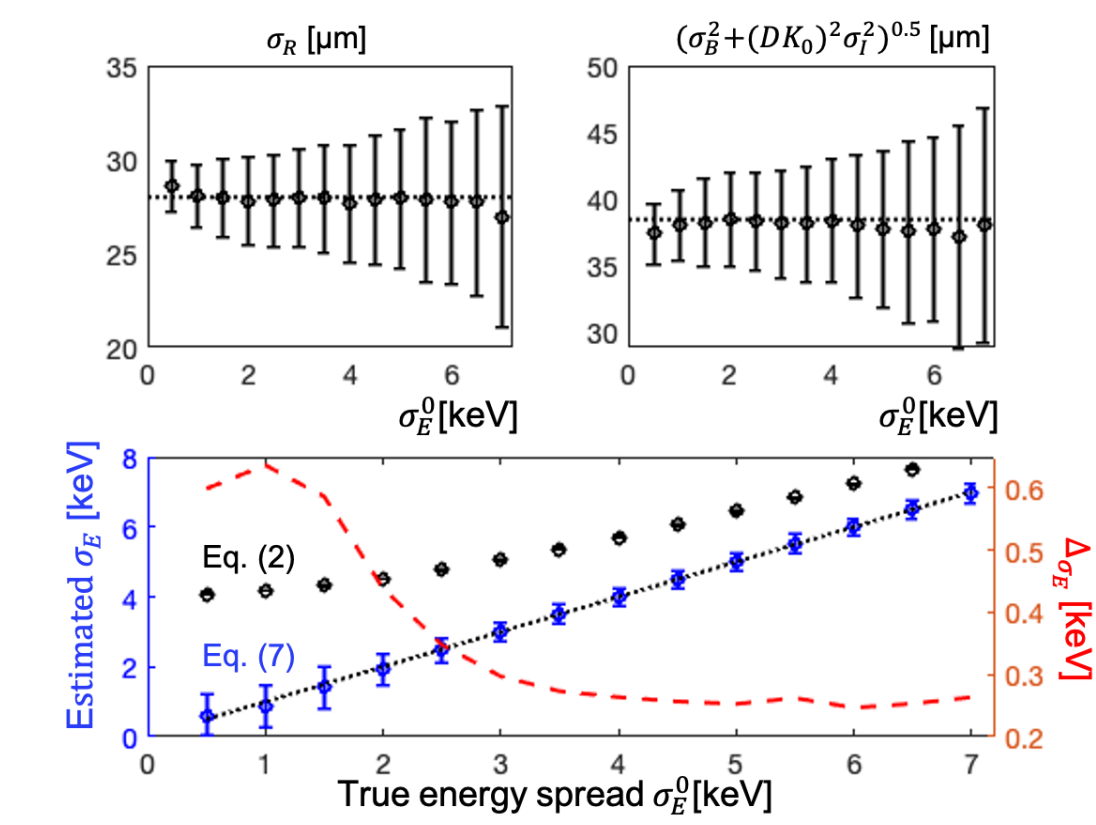 σ_R [μm]
(σ_B^2+(DK_0)^2σ_I^2)^0.5 [μm]
35
30
25
20
0 2 4 6
σ_E^0[keV]
50
45
40
35
30
0 2 4 6
σ_E^0[keV]
Estimated σ_E [keV]
8
6
4
2
0
Eq. (2)
Eq. (7)
0.6
0.5
0.4
0.3
0.2
Δ_σ_E [keV]
0 1 2 3 4 5 6 7
True energy spread σ_E^0[keV]